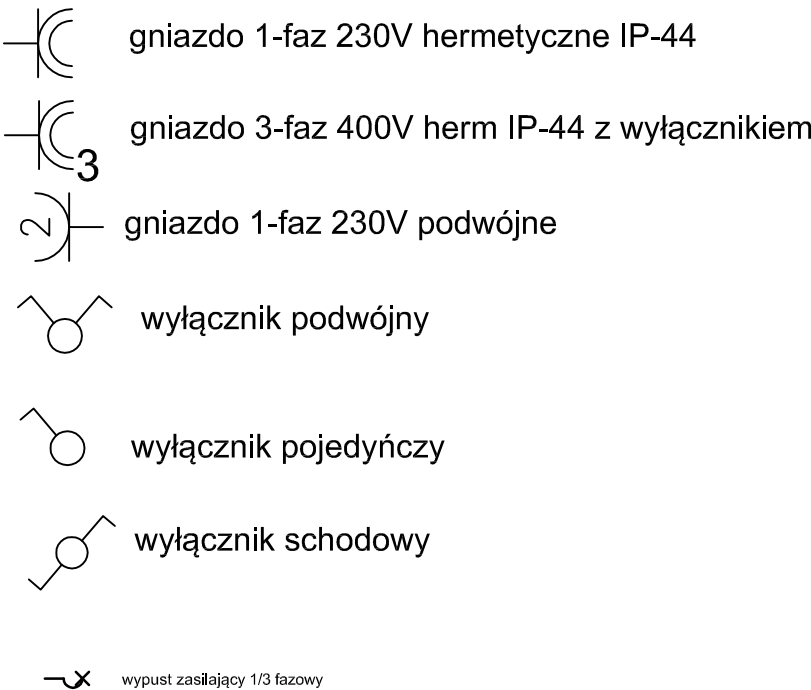 gniazdo 1-faz 230V hermetyczne IP-44
3 gniazdo 3-faz 400V herm IP-44 z wyłącznikiem
2 gniazdo 1-faz 230V podwójne
wyłącznik podwójny
wyłącznik pojedyńczy
wyłącznik schodowy
wypust zasilający 1/3 fazowy